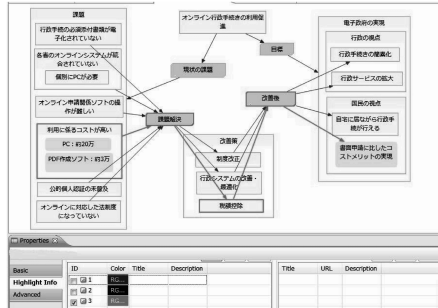 課題
行政手続の必須添付書類が電
子化されていない
各省のオンラインシステムが統
合されていない
個別にPCが必要
オンライン申請関係ソフトの操
作が難しい
利用に係るコストが高い
PC：約20万
PDF作成ソフト：約3万
公的個人認証の未普及
オンラインに対応した法制度
になっていない
オンライン行政手続きの利用促
進
目標
現状の課題
課題解決
改善後
改善策
制度改正
行政システムの改善・
最適化
税額控除
電子政府の実現
行政の視点
行政手続きの簡素化
行政サービスの拡大
国民の視点
自宅に居ながら行政手
続が行える
書面申請に比したコ
ストメリットの実現
Properties
Basic
Highlight Info
Advanced
ID Color Title Description
1 RG...
2 RG...
3 RG...
Title URL Description